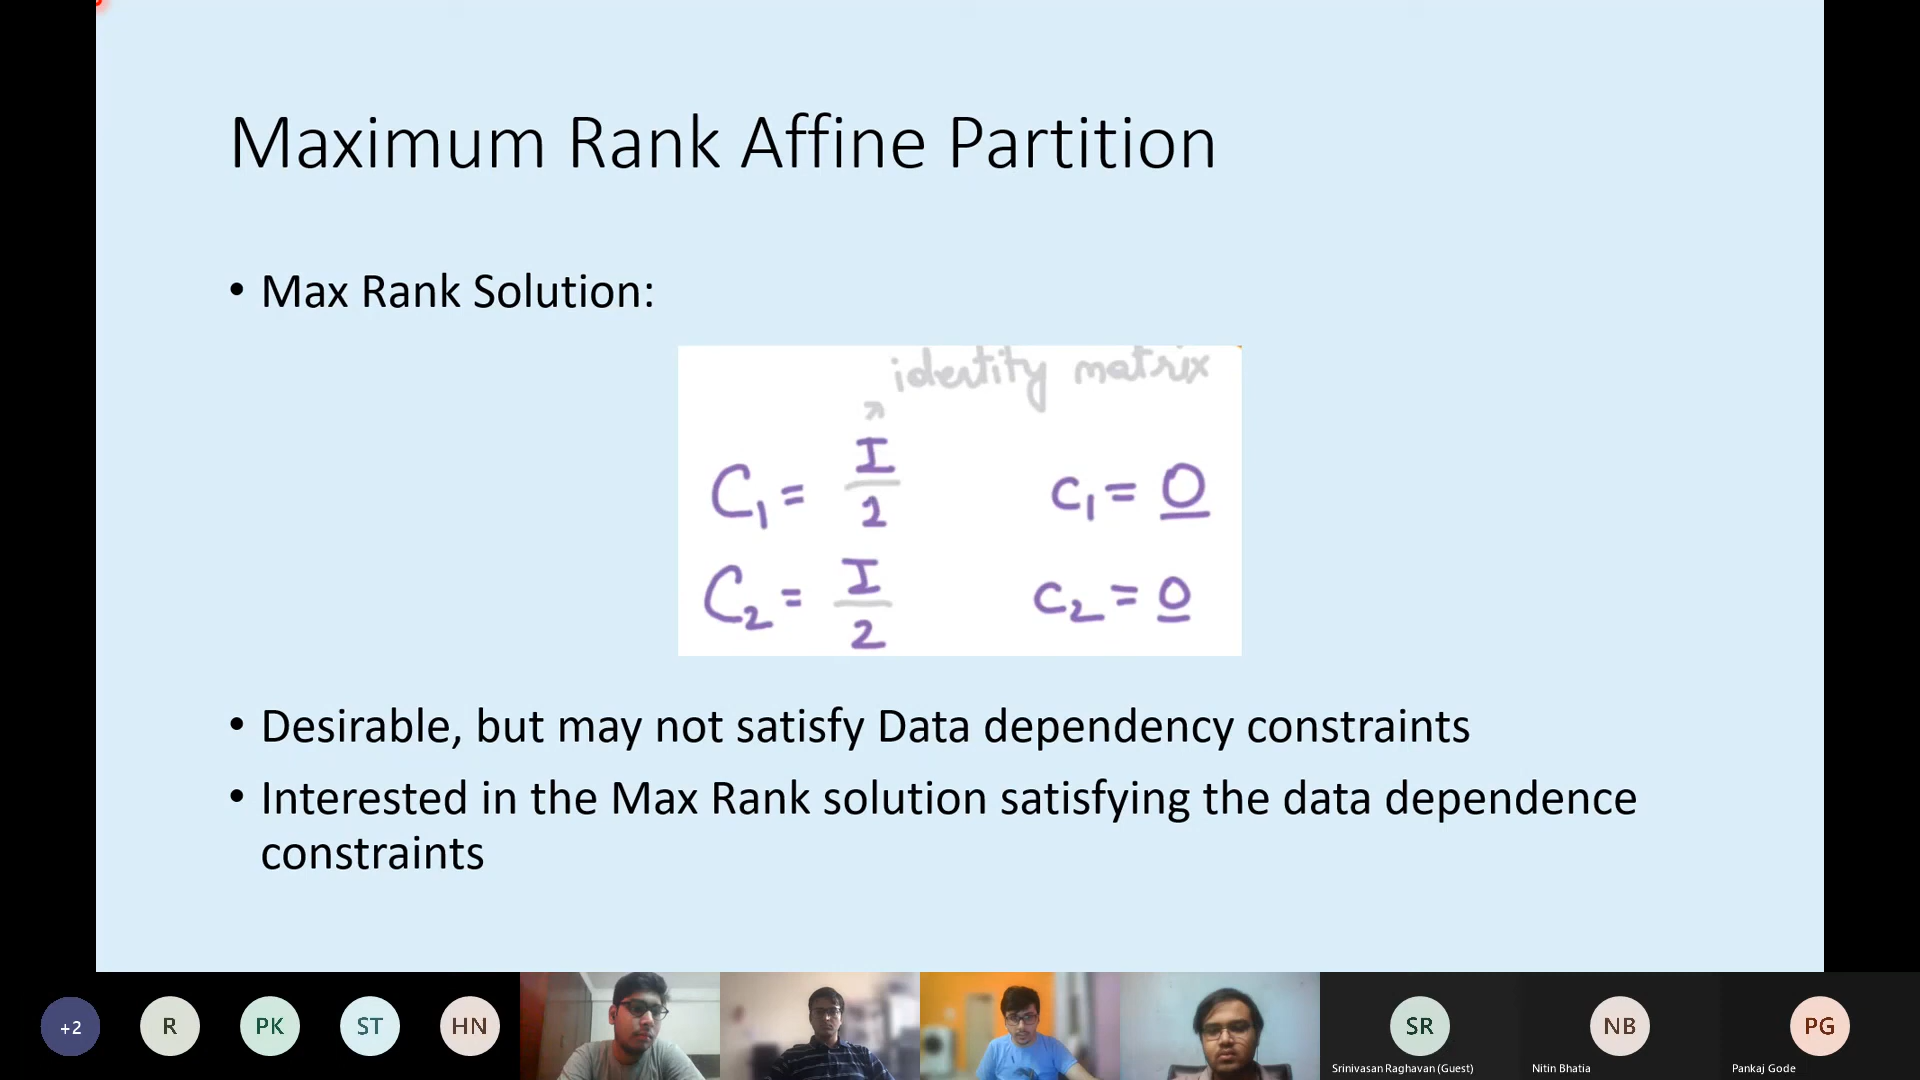 Maximum Rank Affine Partition
• Max Rank Solution:
identity matrix
C₁ = I/2 c₁ = 0
C₂ = I/2 c₂ = 0
• Desirable, but may not satisfy Data dependency constraints
• Interested in the Max Rank solution satisfying the data dependence
constraints
+2 R PK ST HN SR NB PG
Srinivasan Raghavan (Guest) Nitin Bhatia Pankaj Gode